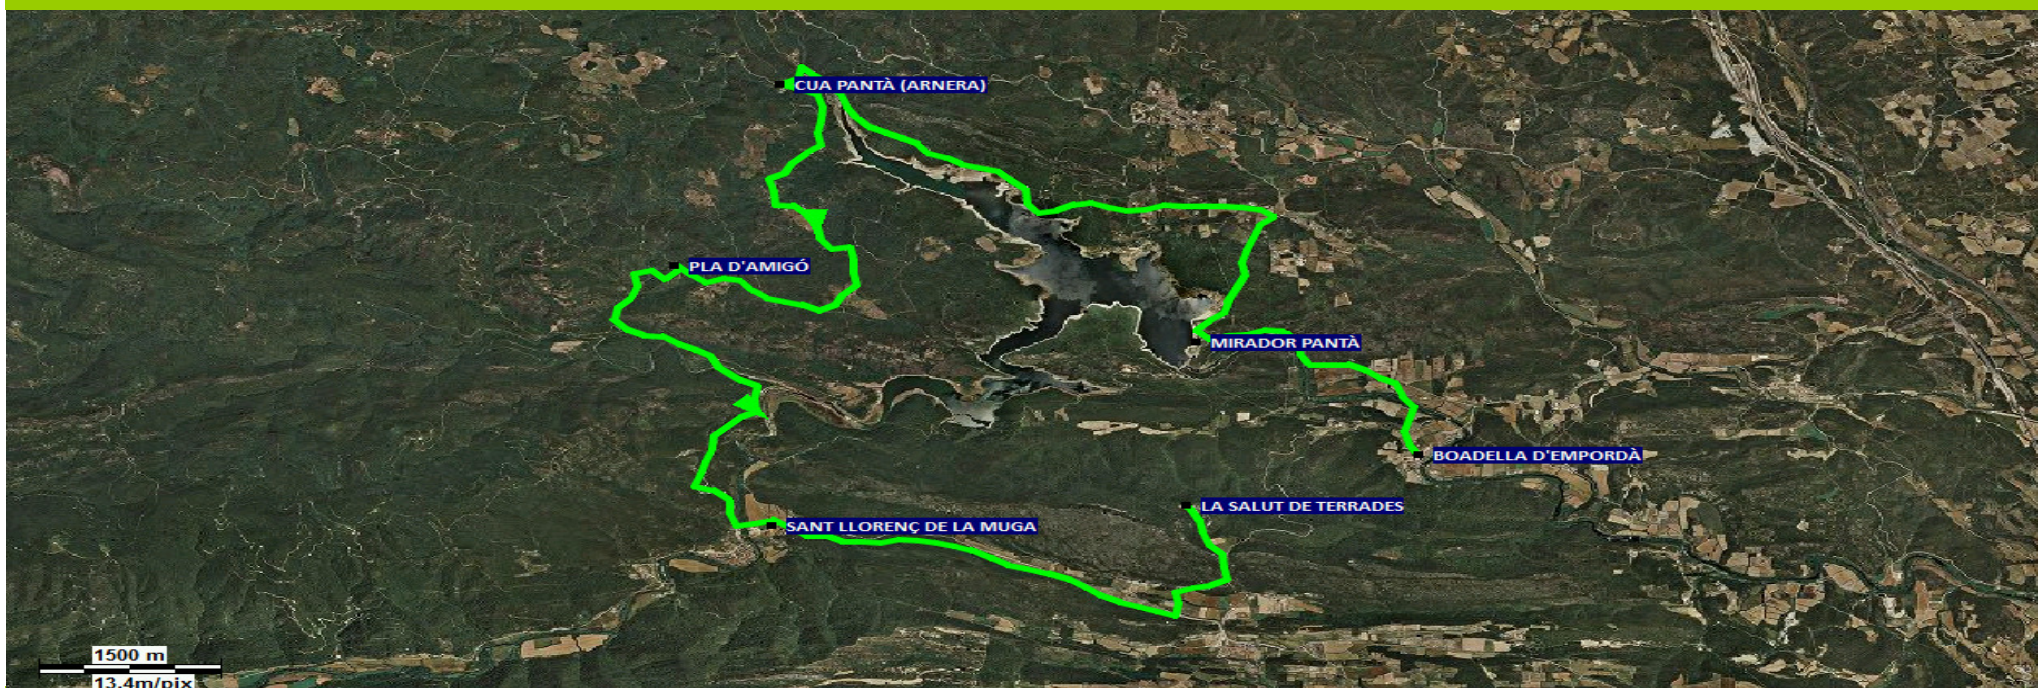 CUA PANTÀ (ARNERA)
PLA D'AMIGÓ
MIRADOR PANTÀ
BOADELLA D'EMPORDÀ
LA SALUT DE TERRADES
SANT LLORENÇ DE LA MUGA
1500 m
13.4m/pix